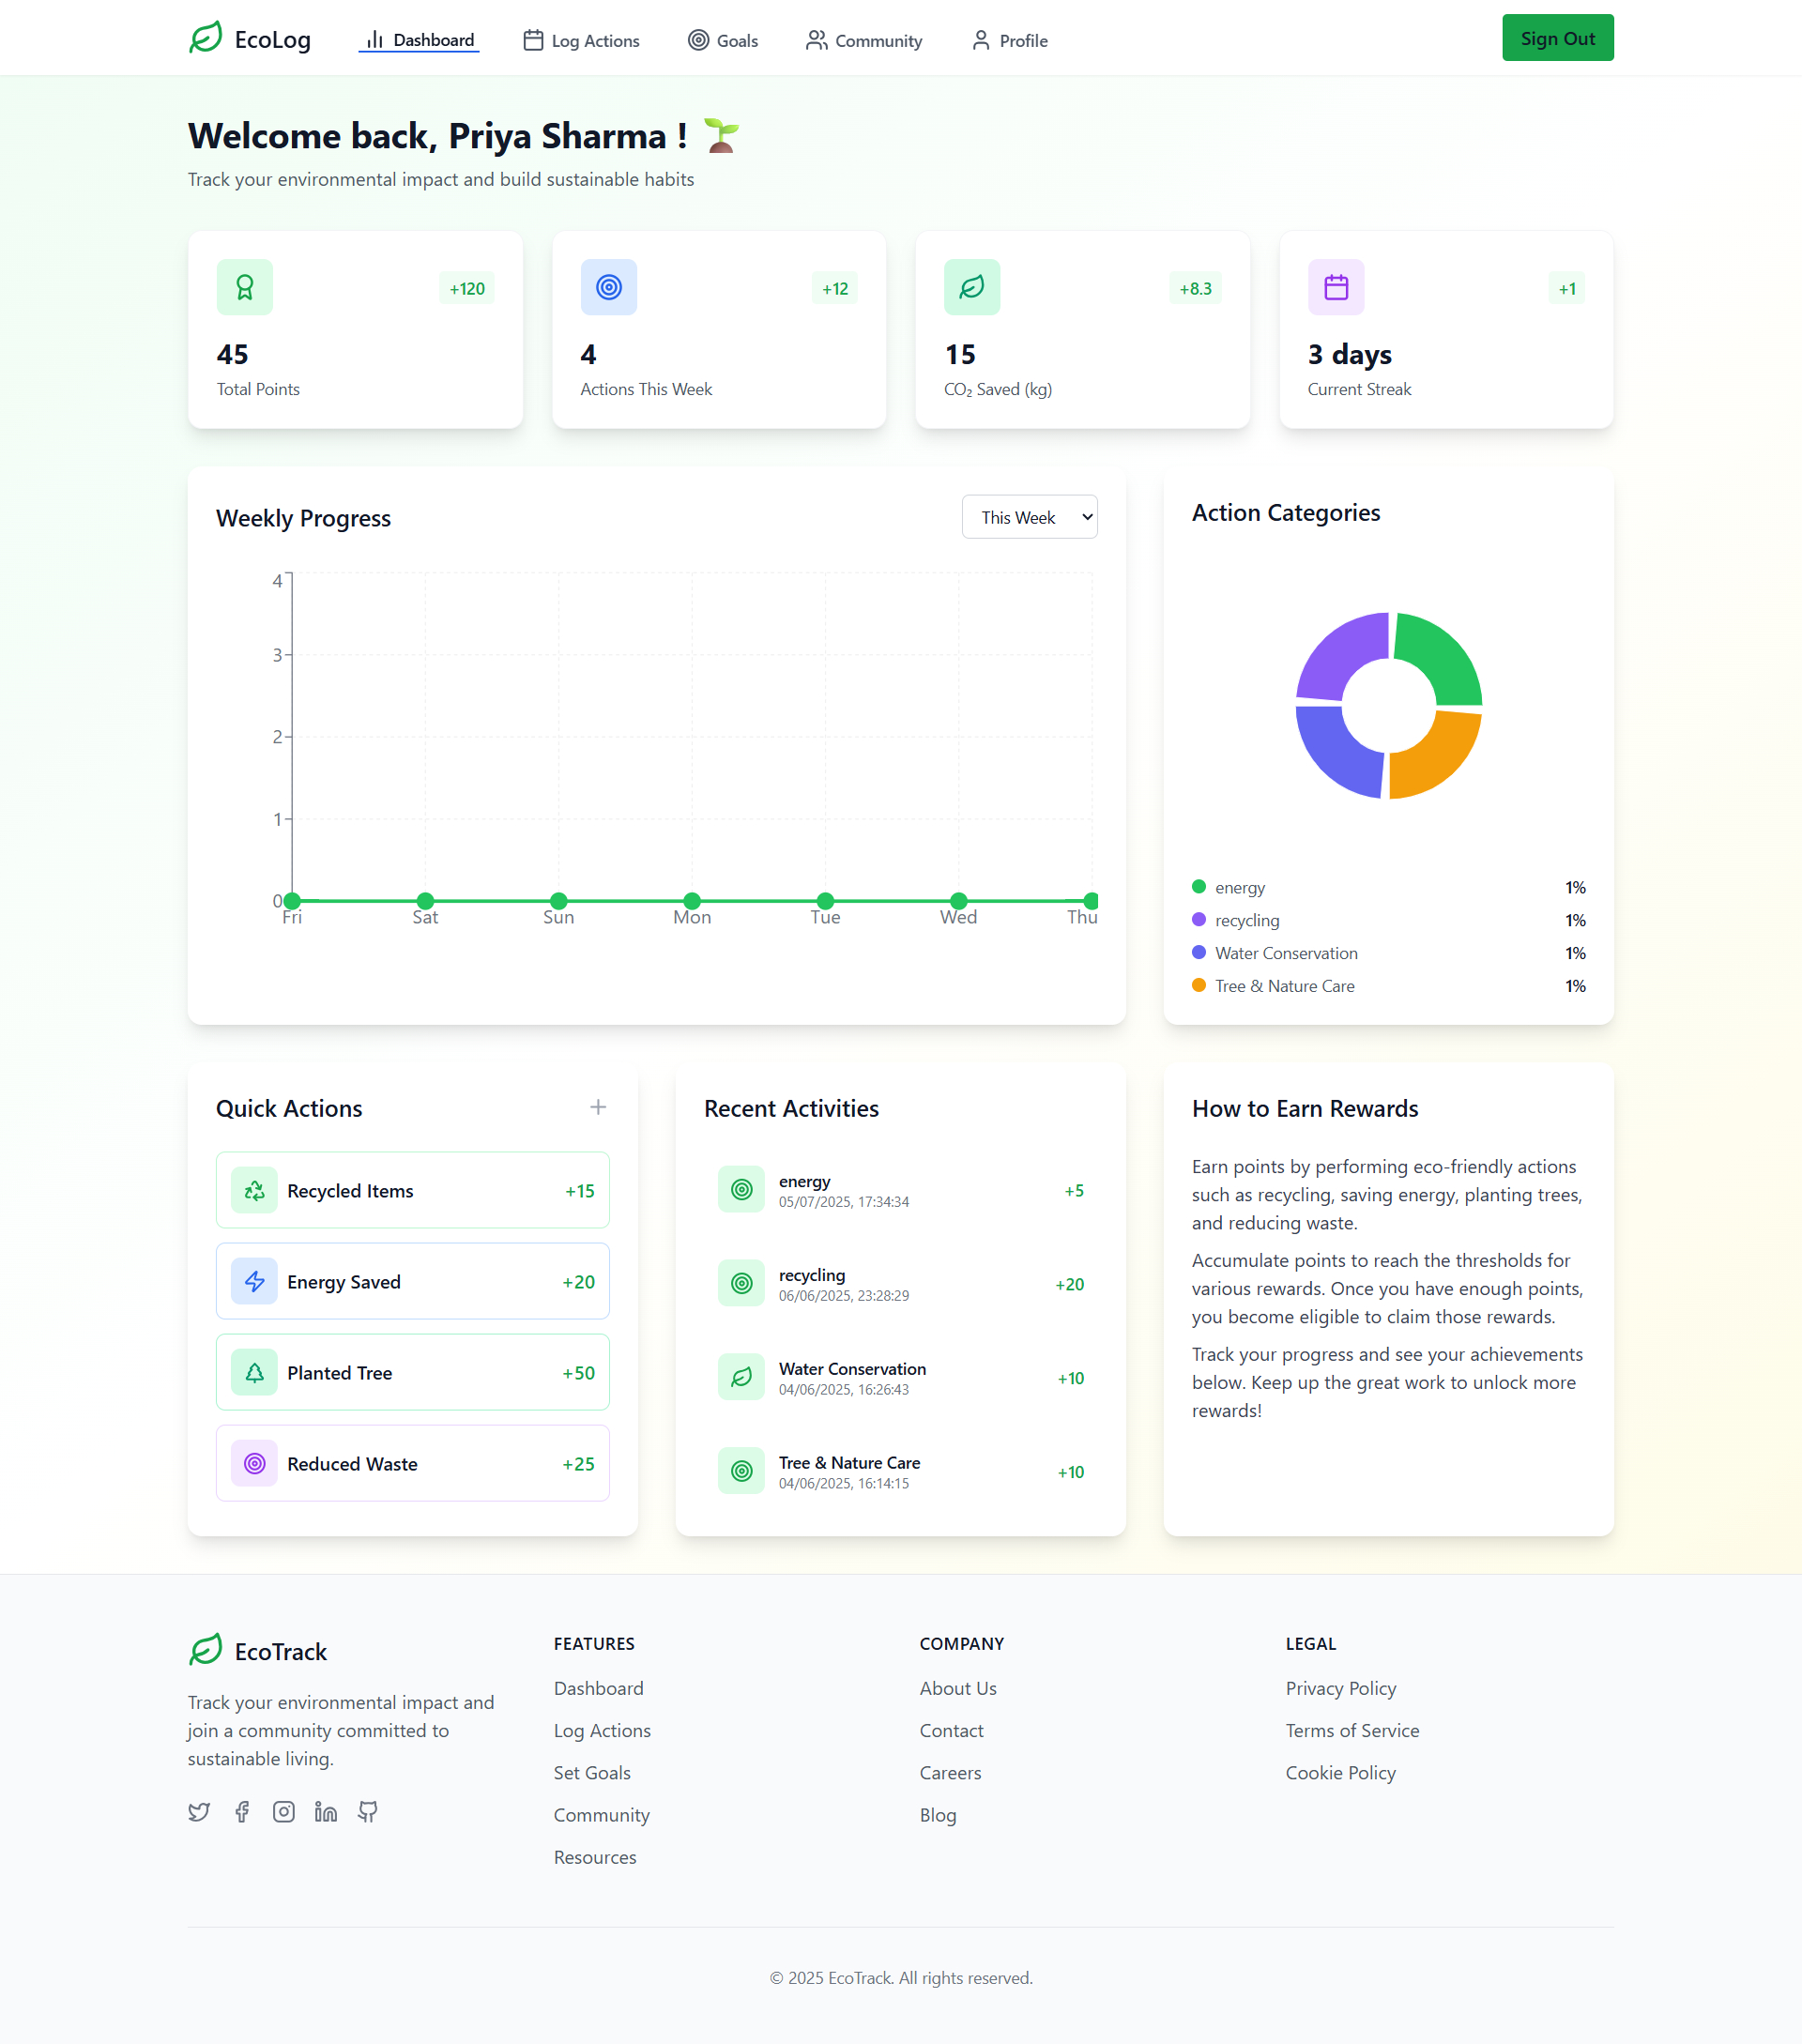 EcoLog
Dashboard
Log Actions
Goals
Community
Profile
Sign Out
Welcome back, Priya Sharma ! 🌱
Track your environmental impact and build sustainable habits
+120
45
Total Points
+12
4
Actions This Week
+8.3
15
CO₂ Saved (kg)
+1
3 days
Current Streak
Weekly Progress
This Week
4
3
2
1
0
Fri Sat Sun Mon Tue Wed Thu
Action Categories
energy 1%
recycling 1%
Water Conservation 1%
Tree & Nature Care 1%
Quick Actions
Recycled Items +15
Energy Saved +20
Planted Tree +50
Reduced Waste +25
Recent Activities
energy
05/07/2025, 17:34:34
+5
recycling
06/06/2025, 23:28:29
+20
Water Conservation
04/06/2025, 16:26:43
+10
Tree & Nature Care
04/06/2025, 16:14:15
+10
How to Earn Rewards
Earn points by performing eco-friendly actions
such as recycling, saving energy, planting trees,
and reducing waste.
Accumulate points to reach the thresholds for
various rewards. Once you have enough points,
you become eligible to claim those rewards.
Track your progress and see your achievements
below. Keep up the great work to unlock more
rewards!
EcoTrack
Track your environmental impact and
join a community committed to
sustainable living.
FEATURES
Dashboard
Log Actions
Set Goals
Community
Resources
COMPANY
About Us
Contact
Careers
Blog
LEGAL
Privacy Policy
Terms of Service
Cookie Policy
© 2025 EcoTrack. All rights reserved.